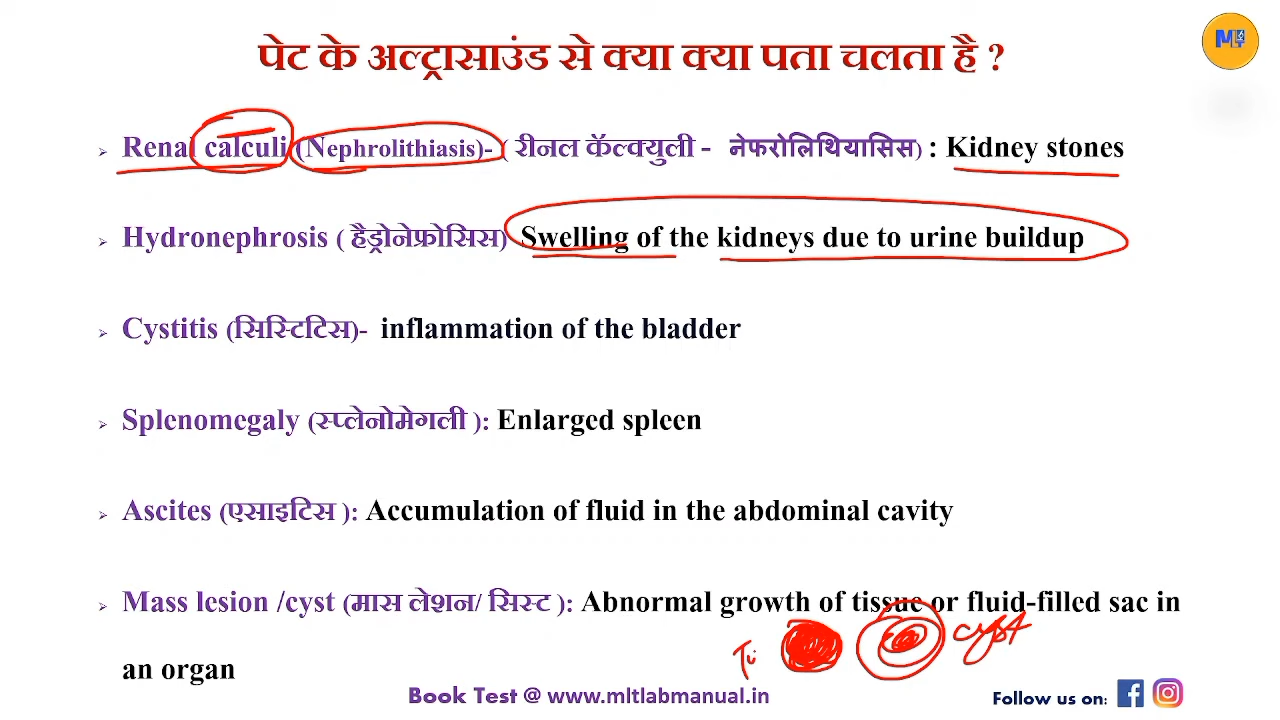 पेट के अल्ट्रासाउंड से क्या क्या पता चलता है ?
MLT
Renal calculi (Nephrolithiasis)- ( रीनल कॅल्क्युली - नेफरोलिथियासिस) : Kidney stones
Hydronephrosis ( हैड्रोनेफ्रोसिस) Swelling of the kidneys due to urine buildup
Cystitis (सिस्टिटिस)- inflammation of the bladder
Splenomegaly (स्प्लेनोमेगली ): Enlarged spleen
Ascites (एसाइटिस ): Accumulation of fluid in the abdominal cavity
Mass lesion /cyst (मास लेशन/ सिस्ट ): Abnormal growth of tissue or fluid-filled sac in
an organ
cyst
Book Test @ www.mltlabmanual.in
Follow us on: